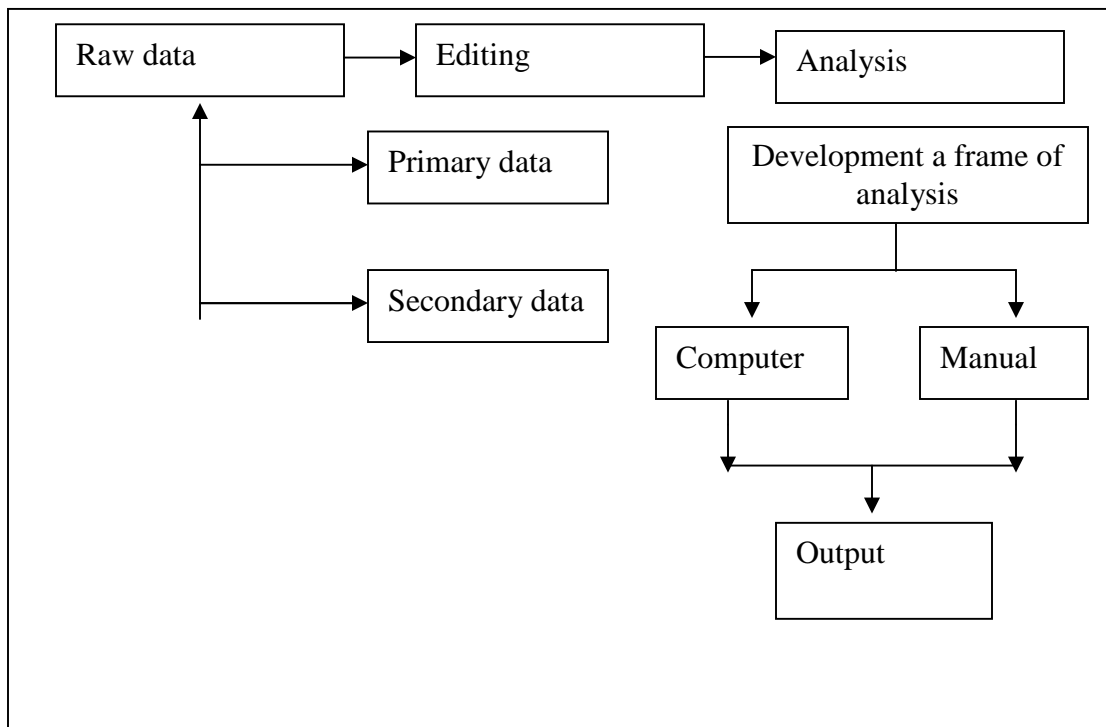 Raw data
Editing
Analysis
Primary data
Development a frame of
analysis
Secondary data
Computer
Manual
Output